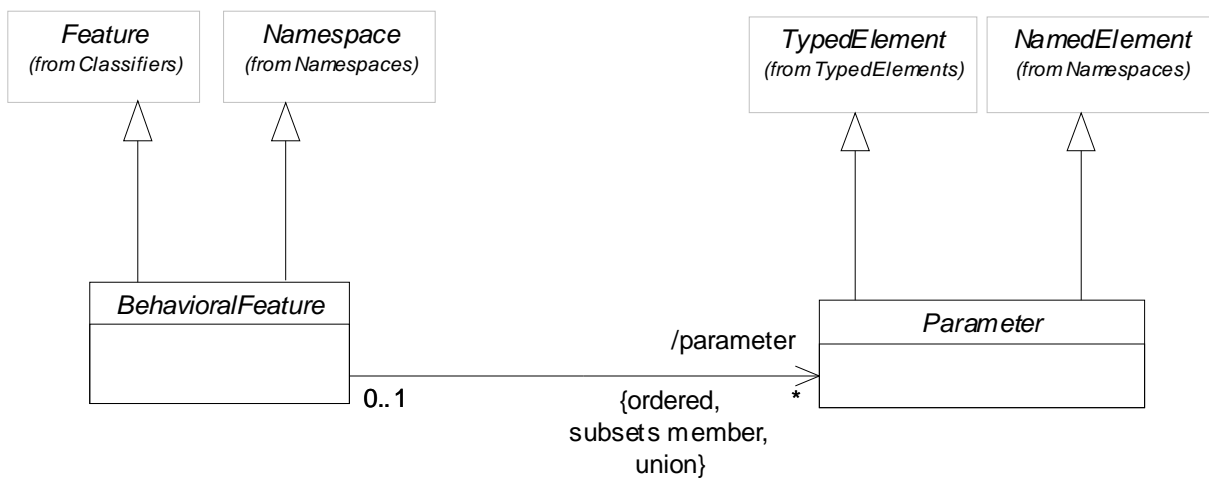 Feature
(from Classifiers)
Namespace
(from Namespaces)
TypedElement
(from TypedElements)
NamedElement
(from Namespaces)
BehavioralFeature
Parameter
/parameter
0..1
*
{ordered,
subsets member,
union}